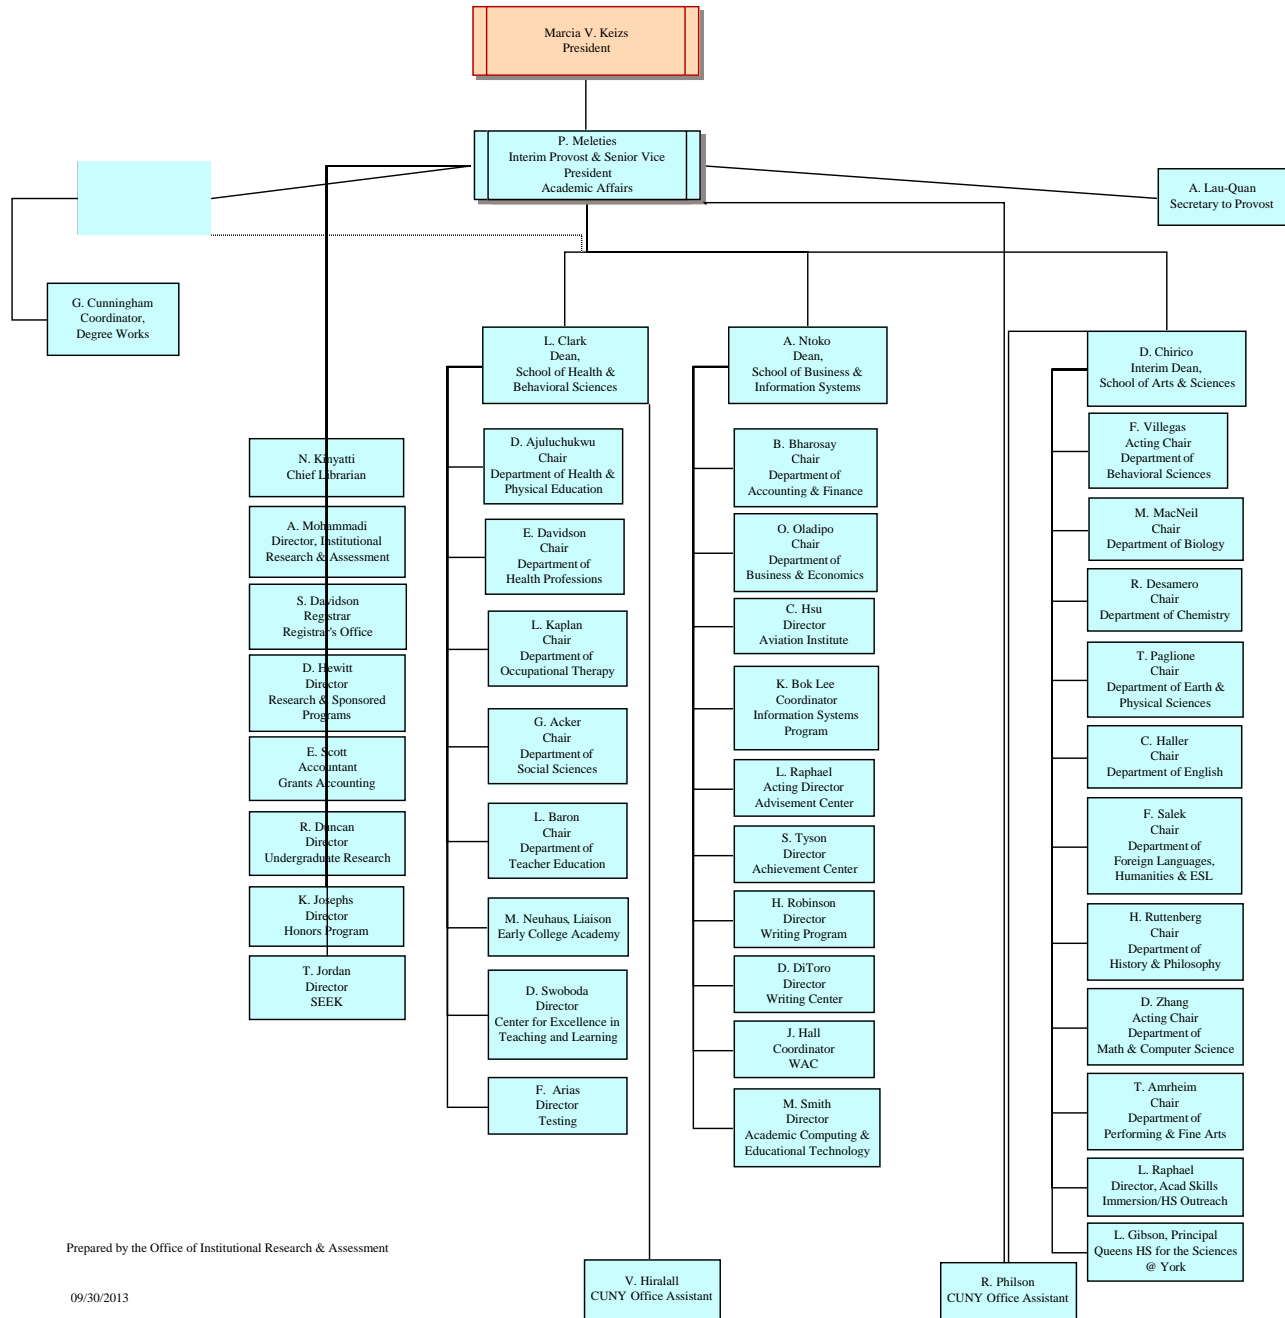 Marcia V. Keizs
President
P. Meleties
Interim Provost & Senior Vice
President
Academic Affairs
A. Lau-Quan
Secretary to Provost
G. Cunningham
Coordinator,
Degree Works
L. Clark
Dean,
School of Health &
Behavioral Sciences
A. Ntoko
Dean,
School of Business &
Information Systems
D. Chirico
Interim Dean,
School of Arts & Sciences
N. Kinyatti
Chief Librarian
A. Mohammadi
Director, Institutional
Research & Assessment
S. Davidson
Registrar
Registrar's Office
D. Hewitt
Director
Research & Sponsored
Programs
E. Scott
Accountant
Grants Accounting
R. Duncan
Director
Undergraduate Research
K. Josephs
Director
Honors Program
T. Jordan
Director
SEEK
D. Ajuluchukwu
Chair
Department of Health &
Physical Education
E. Davidson
Chair
Department of
Health Professions
L. Kaplan
Chair
Department of
Occupational Therapy
G. Acker
Chair
Department of
Social Sciences
L. Baron
Chair
Department of
Teacher Education
M. Neuhaus, Liaison
Early College Academy
D. Swoboda
Director
Center for Excellence in
Teaching and Learning
F. Arias
Director
Testing
B. Bharosay
Chair
Department of
Accounting & Finance
O. Oladipo
Chair
Department of
Business & Economics
C. Hsu
Director
Aviation Institute
K. Bok Lee
Coordinator
Information Systems
Program
L. Raphael
Acting Director
Advisement Center
S. Tyson
Director
Achievement Center
H. Robinson
Director
Writing Program
D. DiToro
Director
Writing Center
J. Hall
Coordinator
WAC
M. Smith
Director
Academic Computing &
Educational Technology
F. Villegas
Acting Chair
Department of
Behavioral Sciences
M. MacNeil
Chair
Department of Biology
R. Desamero
Chair
Department of Chemistry
T. Paglione
Chair
Department of Earth &
Physical Sciences
C. Haller
Chair
Department of English
F. Salek
Chair
Department of
Foreign Languages,
Humanities & ESL
H. Ruttenberg
Chair
Department of
History & Philosophy
D. Zhang
Acting Chair
Department of
Math & Computer Science
T. Amrheim
Chair
Department of
Performing & Fine Arts
L. Raphael
Director, Acad Skills
Immersion/HS Outreach
L. Gibson, Principal
Queens HS for the Sciences
@ York
V. Hiralall
CUNY Office Assistant
R. Philson
CUNY Office Assistant
Prepared by the Office of Institutional Research & Assessment
09/30/2013